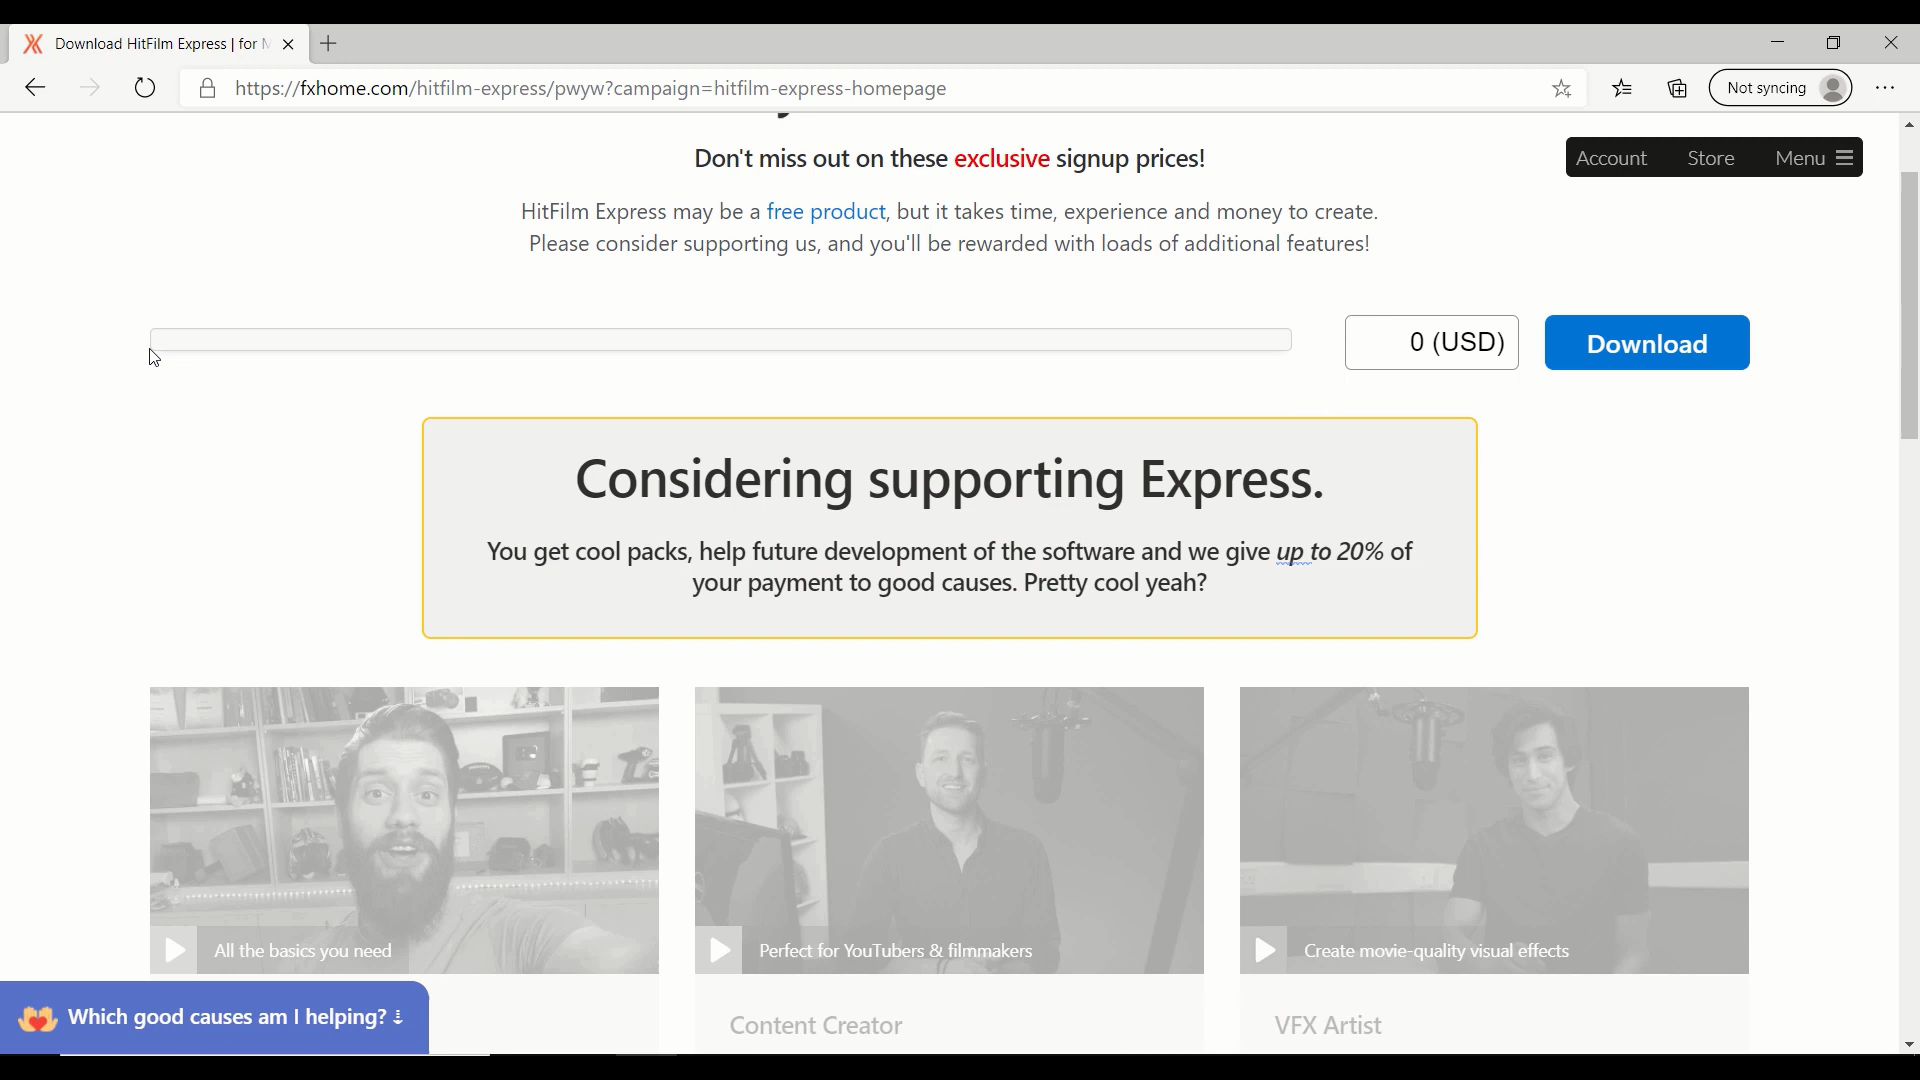 Download HitFilm Express | for M
https://fxhome.com/hitfilm-express/pwyw?campaign=hitfilm-express-homepage
Not syncing
Don't miss out on these exclusive signup prices!
Account Store Menu
HitFilm Express may be a free product, but it takes time, experience and money to create.
Please consider supporting us, and you'll be rewarded with loads of additional features!
0 (USD)
Download
Considering supporting Express.
You get cool packs, help future development of the software and we give up to 20% of
your payment to good causes. Pretty cool yeah?
All the basics you need
Perfect for YouTubers & filmmakers
Create movie-quality visual effects
Which good causes am I helping?
Content Creator
VFX Artist